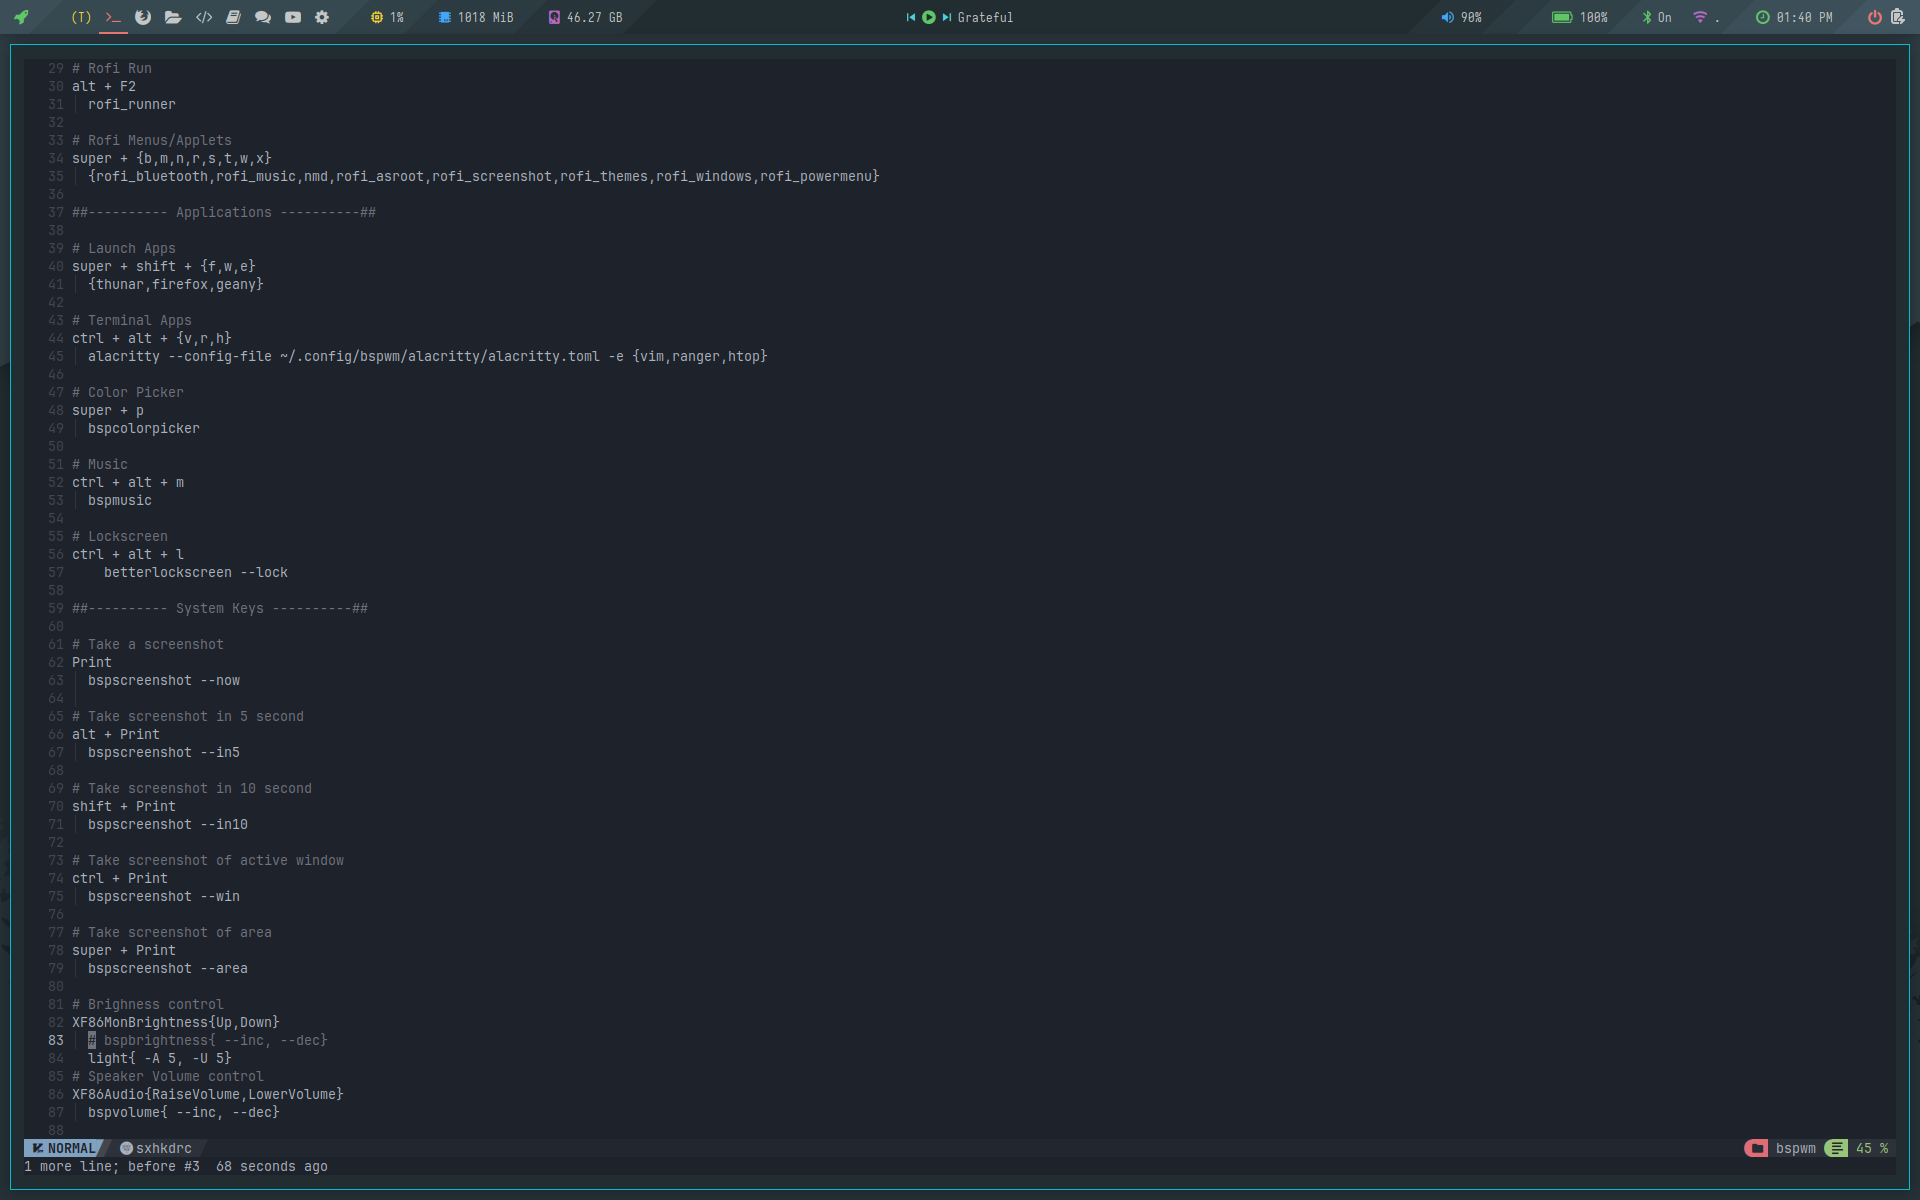 (T) 1% 1018 MiB 46.27 GB Grateful 90% 100% On . 01:40 PM
29 # Rofi Run
30 alt + F2
31 rofi_runner
32
33 # Rofi Menus/Applets
34 super + {b,m,n,r,s,t,w,x}
35 {rofi_bluetooth,rofi_music,nmd,rofi_asroot,rofi_screenshot,rofi_themes,rofi_windows,rofi_powermenu}
36
37 ##---------- Applications ----------##
38
39 # Launch Apps
40 super + shift + {f,w,e}
41 {thunar,firefox,geany}
42
43 # Terminal Apps
44 ctrl + alt + {v,r,h}
45 alacritty --config-file ~/.config/bspwm/alacritty/alacritty.toml -e {vim,ranger,htop}
46
47 # Color Picker
48 super + p
49 bspcolorpicker
50
51 # Music
52 ctrl + alt + m
53 bspmusic
54
55 # Lockscreen
56 ctrl + alt + l
57 betterlockscreen --lock
58
59 ##---------- System Keys ----------##
60
61 # Take a screenshot
62 Print
63 bspscreenshot --now
64
65 # Take screenshot in 5 second
66 alt + Print
67 bspscreenshot --in5
68
69 # Take screenshot in 10 second
70 shift + Print
71 bspscreenshot --in10
72
73 # Take screenshot of active window
74 ctrl + Print
75 bspscreenshot --win
76
77 # Take screenshot of area
78 super + Print
79 bspscreenshot --area
80
81 # Brighness control
82 XF86MonBrightness{Up,Down}
83 # bspbrightness{ --inc, --dec}
84 light{ -A 5, -U 5}
85 # Speaker Volume control
86 XF86Audio{RaiseVolume,LowerVolume}
87 bspvolume{ --inc, --dec}
88
NORMAL sxhkdrc bspwm 45 %
1 more line; before #3  68 seconds ago